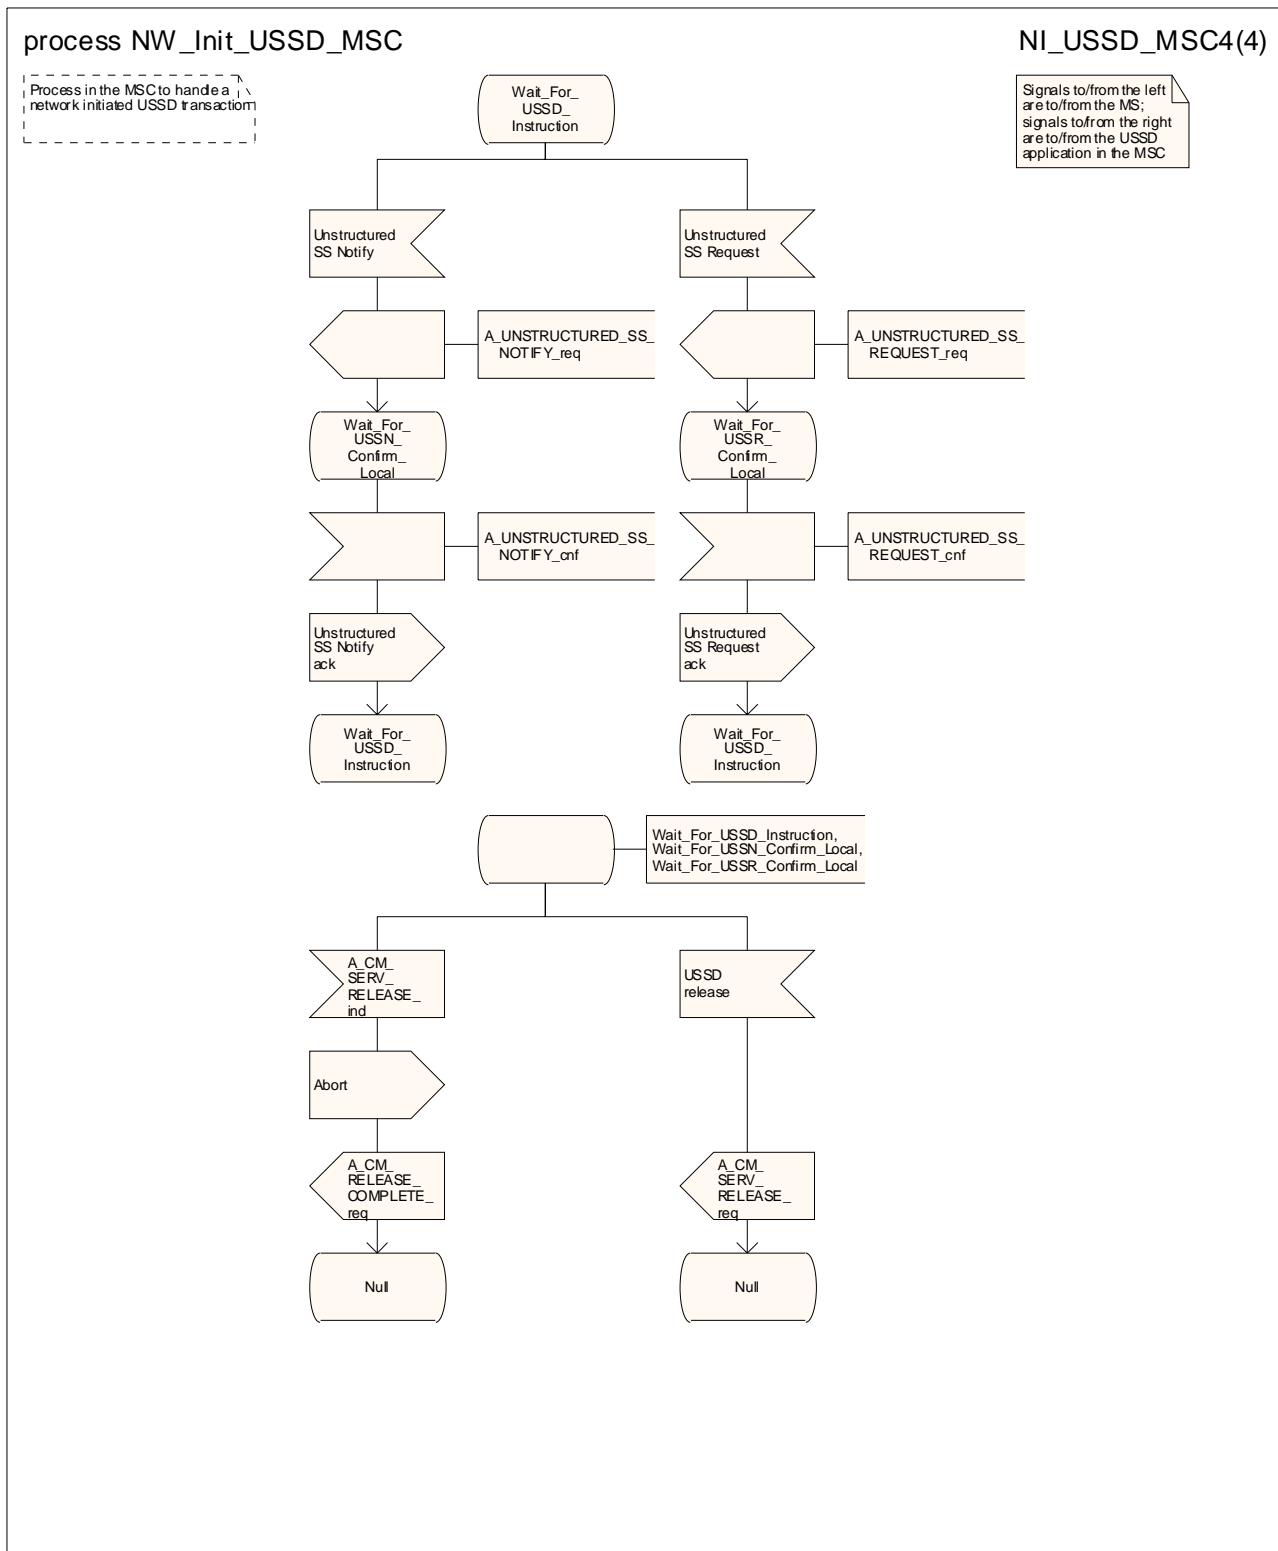 process NW_Init_USSD_MSC
NI_USSD_MSC4(4)
Process in the MSC to handle a
network initiated USSD transaction
Signals to/from the left
are to/from the MS;
signals to/from the right
are to/from the USSD
application in the MSC
Wait_For_
USSD_
Instruction
Unstructured
SS Notify
Unstructured
SS Request
A_UNSTRUCTURED_SS_
NOTIFY_req
A_UNSTRUCTURED_SS_
REQUEST_req
Wait_For_
USSN_
Confirm_
Local
Wait_For_
USSR_
Confirm_
Local
A_UNSTRUCTURED_SS_
NOTIFY_cnf
A_UNSTRUCTURED_SS_
REQUEST_cnf
Unstructured
SS Notify
ack
Unstructured
SS Request
ack
Wait_For_
USSD_
Instruction
Wait_For_
USSD_
Instruction
Wait_For_USSD_Instruction,
Wait_For_USSN_Confirm_Local,
Wait_For_USSR_Confirm_Local
A_CM_
SERV_
RELEASE_
ind
USSD
release
Abort
A_CM_
RELEASE_
COMPLETE_
req
A_CM_
SERV_
RELEASE_
req
Null
Null